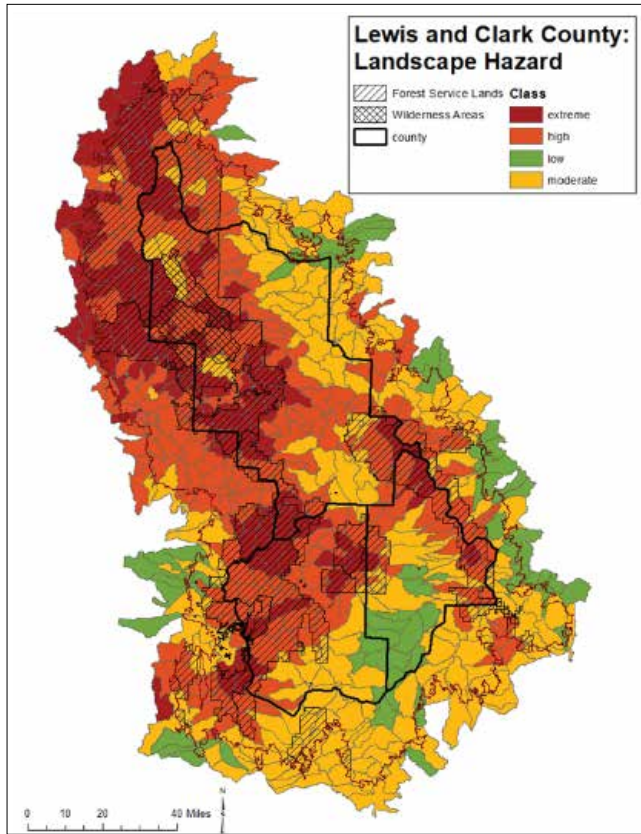 Lewis and Clark County:
Landscape Hazard
Forest Service Lands
Wilderness Areas
county
Class
extreme
high
low
moderate
N
0 10 20 40 Miles